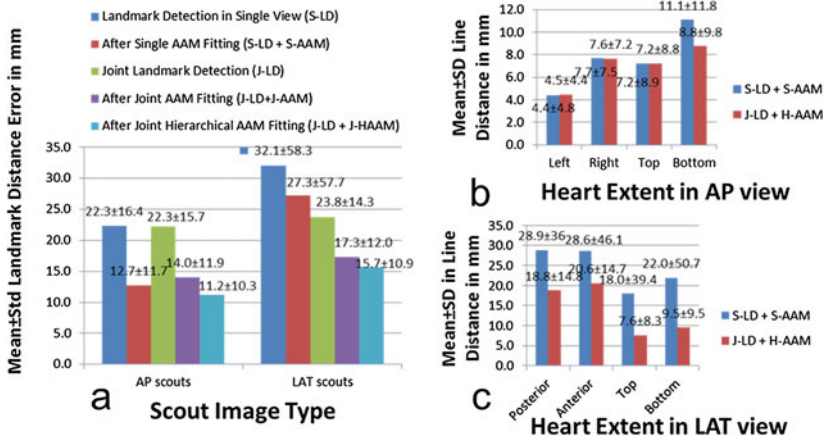 Landmark Detection in Single View (S-LD)
After Single AAM Fitting (S-LD + S-AAM)
Joint Landmark Detection (J-LD)
After Joint AAM Fitting (J-LD+J-AAM)
After Joint Hierarchical AAM Fitting (J-LD + J-HAAM)
Mean±Std Landmark Distance Error in mm
35.0
30.0
25.0
20.0
15.0
10.0
5.0
0.0
22.3±16.4
12.7±11.7
22.3±15.7
14.0±11.9
11.2±10.3
32.1±58.3
27.3±57.7
23.8±14.3
17.3±12.0
15.7±10.9
AP scouts
LAT scouts
a
Scout Image Type
Mean±SD Line
Distance in mm
12.0
10.0
8.0
6.0
4.0
2.0
0.0
4.5±4.4
4.4±4.8
7.6±7.2
7.7±7.5
7.2±8.8
7.2±8.9
11.1±11.8
8.8±9.8
Left
Right
Top
Bottom
S-LD + S-AAM
J-LD + H-AAM
b
Heart Extent in AP view
Mean±SD in Line
Distance in mm
35.0
30.0
25.0
20.0
15.0
10.0
5.0
0.0
28.9±36
18.8±14.8
28.6±46.1
20.6±14.7
18.0±39.4
7.6±8.3
22.0±50.7
9.5±9.5
Posterior
Anterior
Top
Bottom
S-LD + S-AAM
J-LD + H-AAM
c
Heart Extent in LAT view